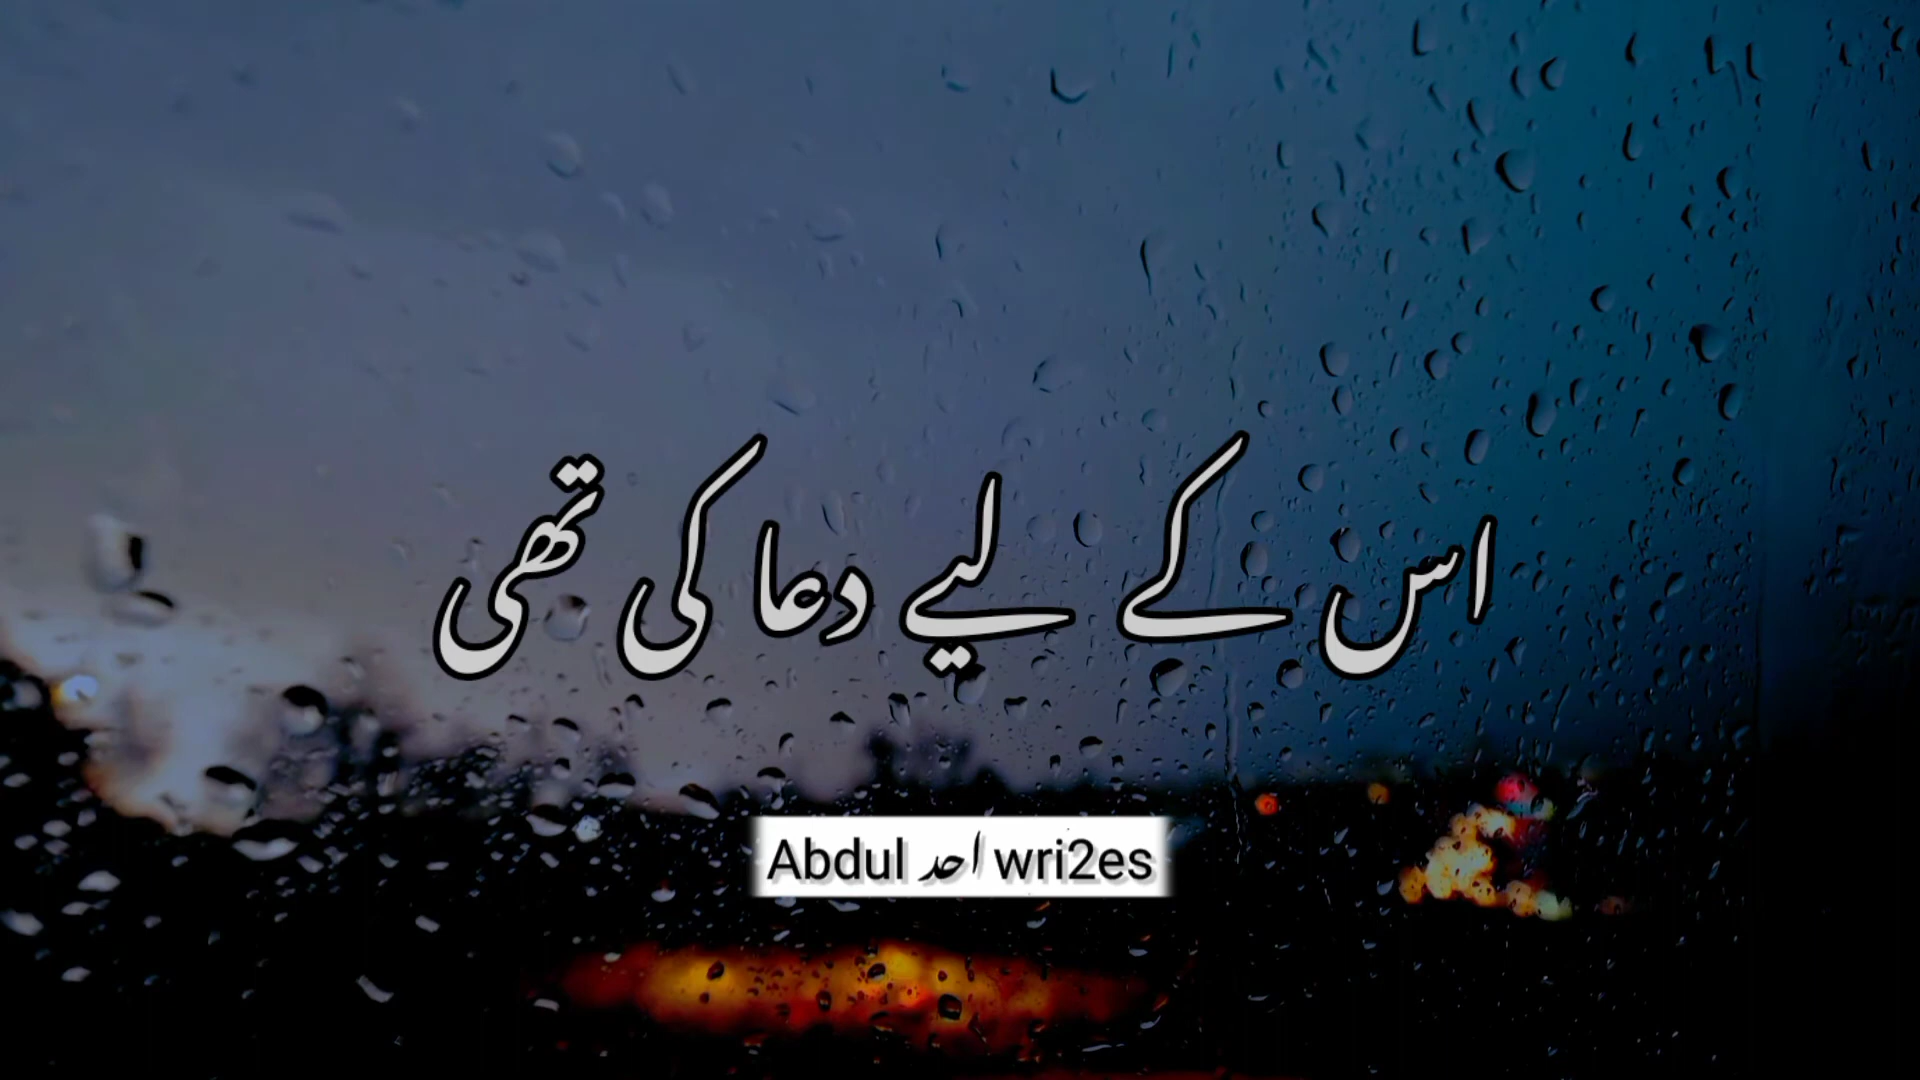 اس کے لیے دعا کی تھی
Abdul احد wri2es